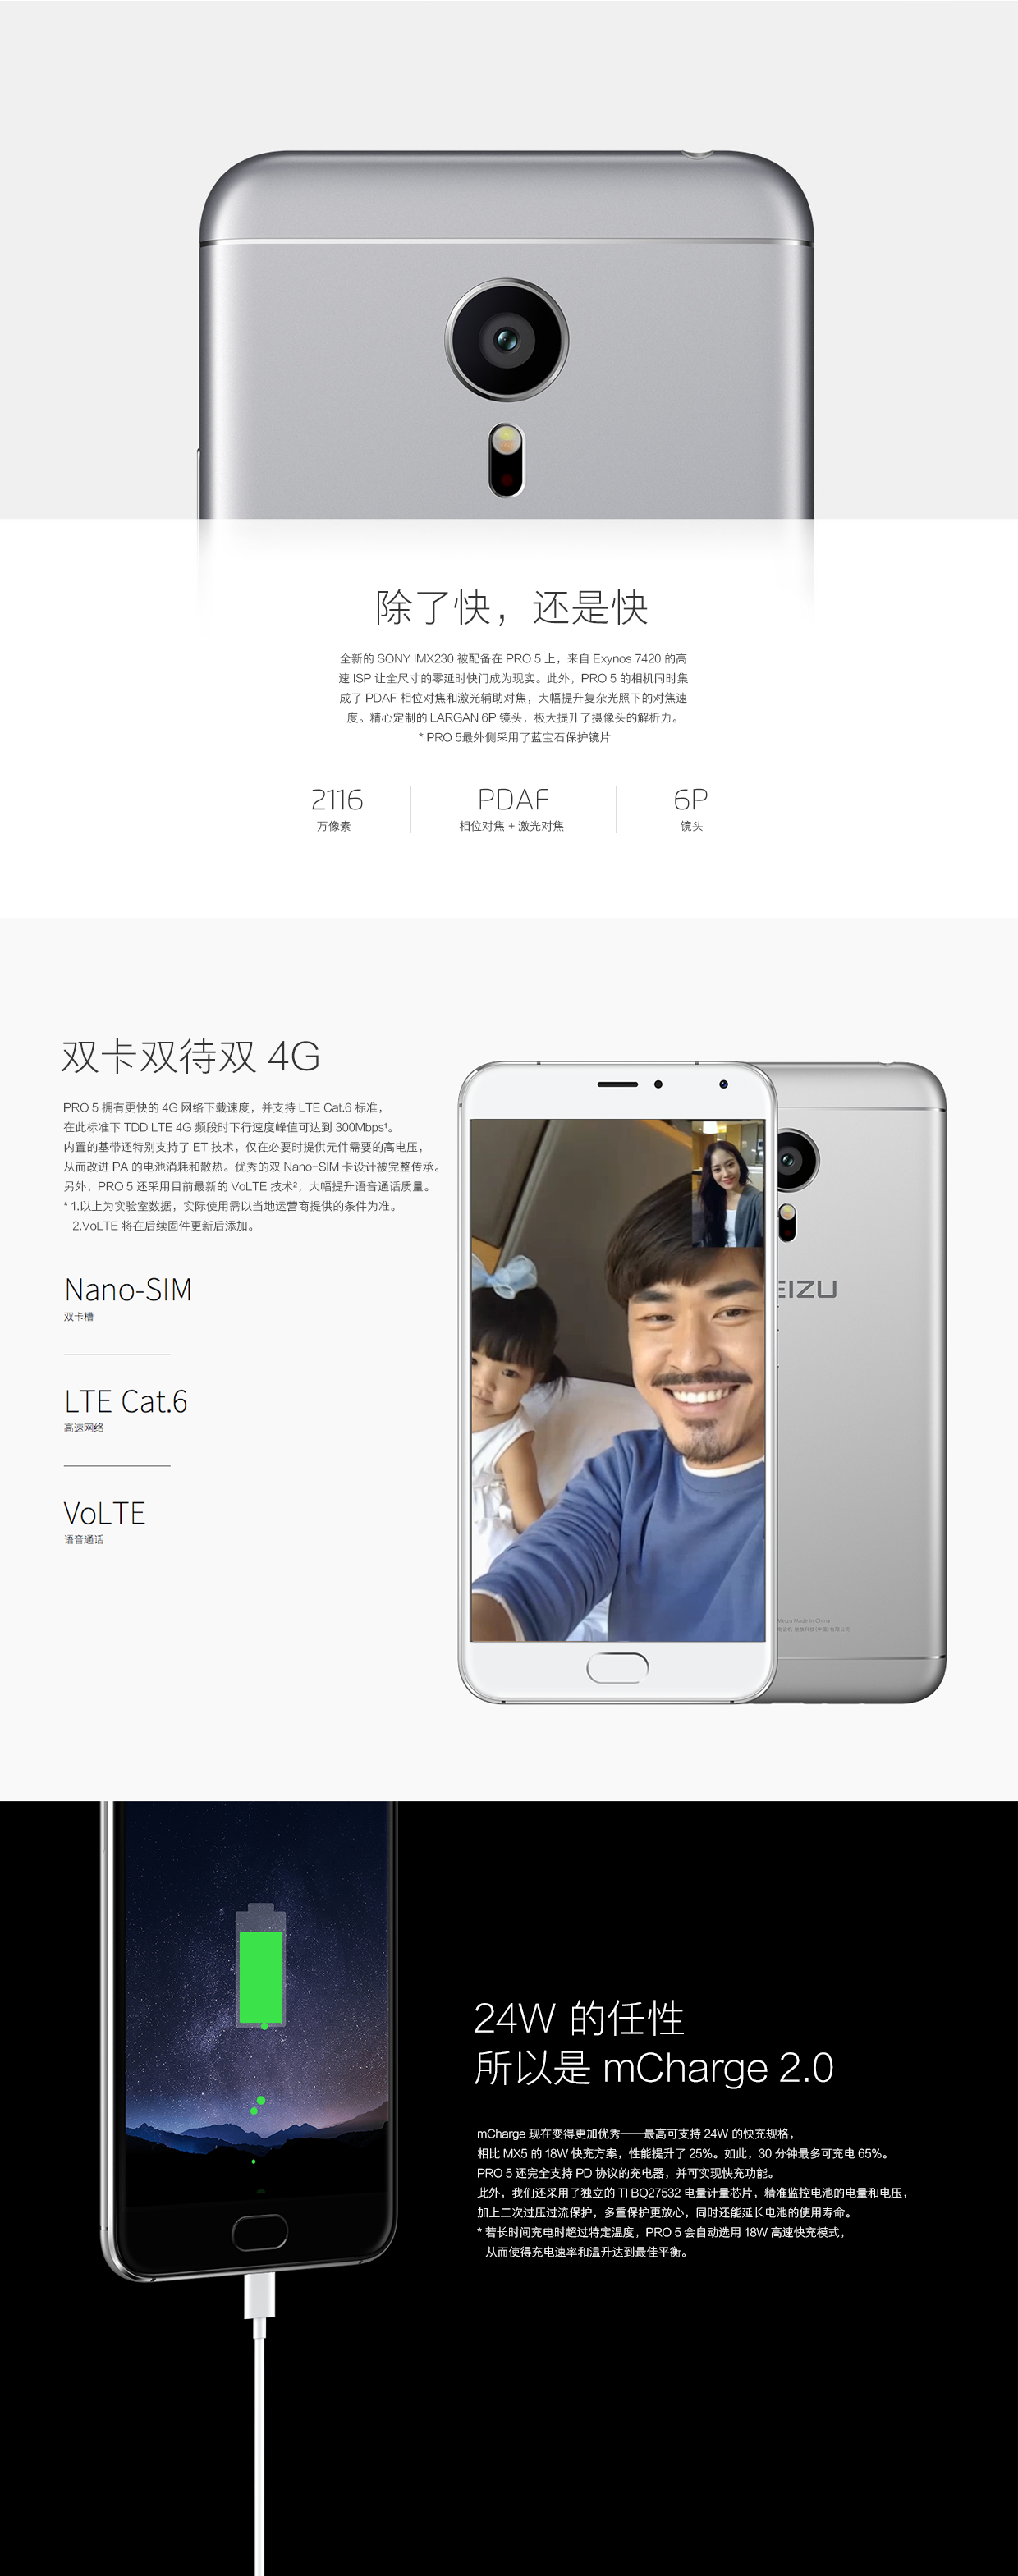 除了快，还是快
全新的 SONY IMX230 被配备在 PRO 5 上，来自 Exynos 7420 的高
速 ISP 让全尺寸的零延时快门成为现实。此外，PRO 5 的相机同时集
成了 PDAF 相位对焦和激光辅助对焦，大幅提升复杂光照下的对焦速
度。精心定制的 LARGAN 6P 镜头，极大提升了摄像头的解析力。
* PRO 5最外侧采用了蓝宝石保护镜片
2116
万像素
PDAF
相位对焦 + 激光对焦
6P
镜头
双卡双待双 4G
PRO 5 拥有更快的 4G 网络下载速度，并支持 LTE Cat.6 标准，
在此标准下 TDD LTE 4G 频段时下行速度峰值可达到 300Mbps¹。
内置的基带还特别支持了 ET 技术，仅在必要时提供元件需要的高电压，
从而改进 PA 的电池消耗和散热。优秀的双 Nano-SIM 卡设计被完整传承。
另外，PRO 5 还采用目前最新的 VoLTE 技术²，大幅提升语音通话质量。
* 1.以上为实验室数据，实际使用需以当地运营商提供的条件为准。
2.VoLTE 将在后续固件更新后添加。
Nano-SIM
双卡槽
LTE Cat.6
高速网络
VoLTE
语音通话
EIZU
Meizu Made in China
24W 的任性
所以是 mCharge 2.0
mCharge 现在变得更加优秀——最高可支持 24W 的快充规格，
相比 MX5 的 18W 快充方案，性能提升了 25%。如此，30 分钟最多可充电 65%。
PRO 5 还完全支持 PD 协议的充电器，并可实现快充功能。
此外，我们还采用了独立的 TI BQ27532 电量计量芯片，精准监控电池的电量和电压，
加上二次过压过流保护，多重保护更放心，同时还能延长电池的使用寿命。
* 若长时间充电时超过特定温度，PRO 5 会自动选用 18W 高速快充模式，
从而使得充电速率和温升达到最佳平衡。